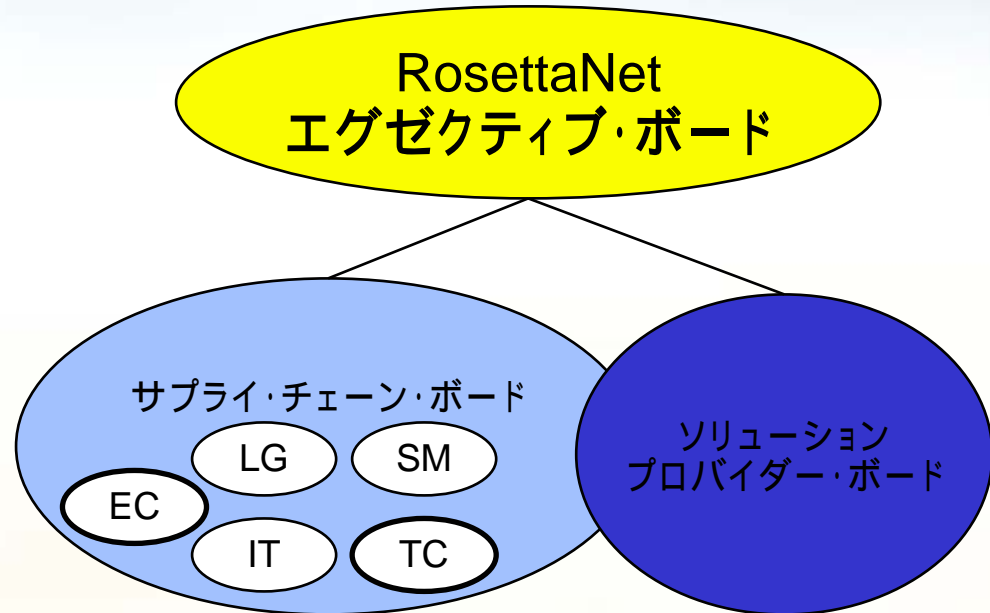 RosettaNet
エグゼクティブ・ボード
サプライ・チェーン・ボード
LG
SM
EC
IT
TC
ソリューション
プロバイダー・ボード